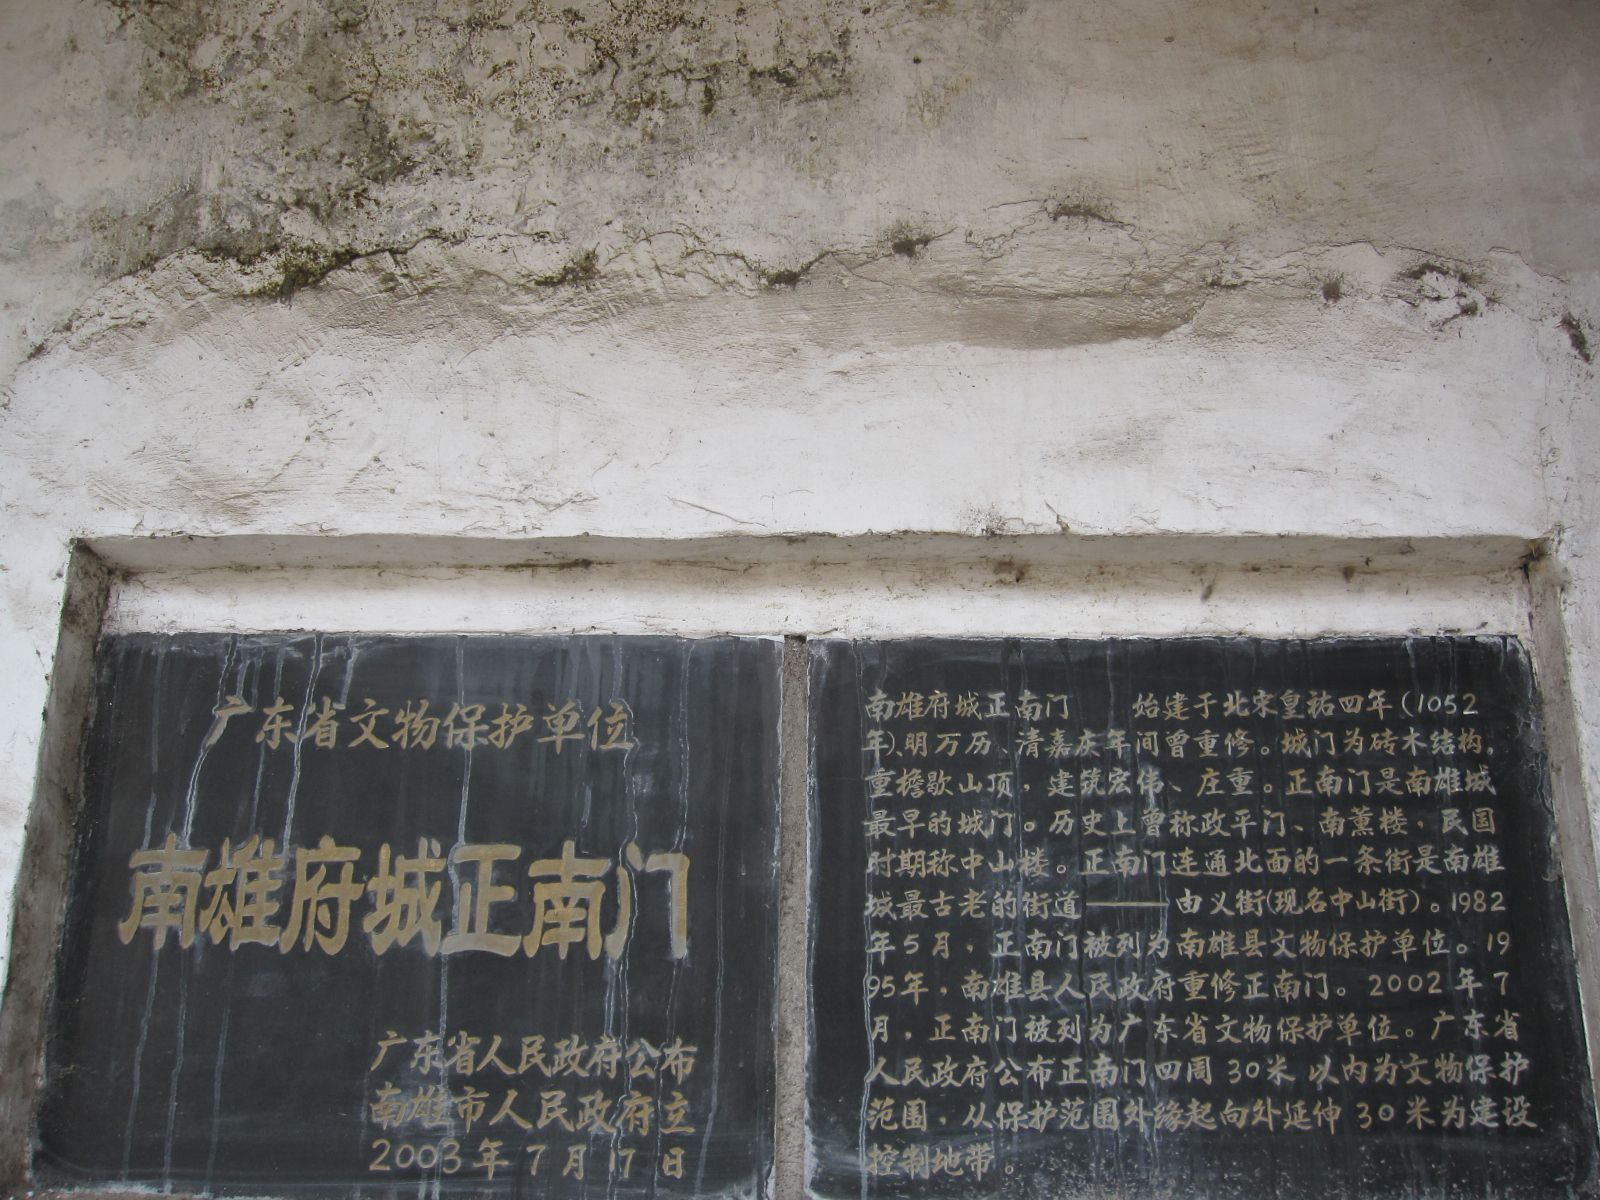 广东省文物保护单位
南雄府城正南门
广东省人民政府公布
南雄市人民政府立
2003年7月17日
南雄府城正南门 始建于北宋皇祐四年(1052
年)、明万历、清嘉庆年间曾重修。城门为砖木结构，
重檐歇山顶，建筑宏伟、庄重。正南门是南雄城
最早的城门。历史上曾称政平门、南薰楼，民国
时期称中山楼。正南门连通北面的一条街是南雄
城最古老的街道——由义街(现名中山街)。1982
年5月，正南门被列为南雄县文物保护单位。19
95年，南雄县人民政府重修正南门。2002年7
月，正南门被列为广东省文物保护单位。广东省
人民政府公布正南门四周30米以内为文物保护
范围，从保护范围外缘起向外延伸30米为建设
控制地带。